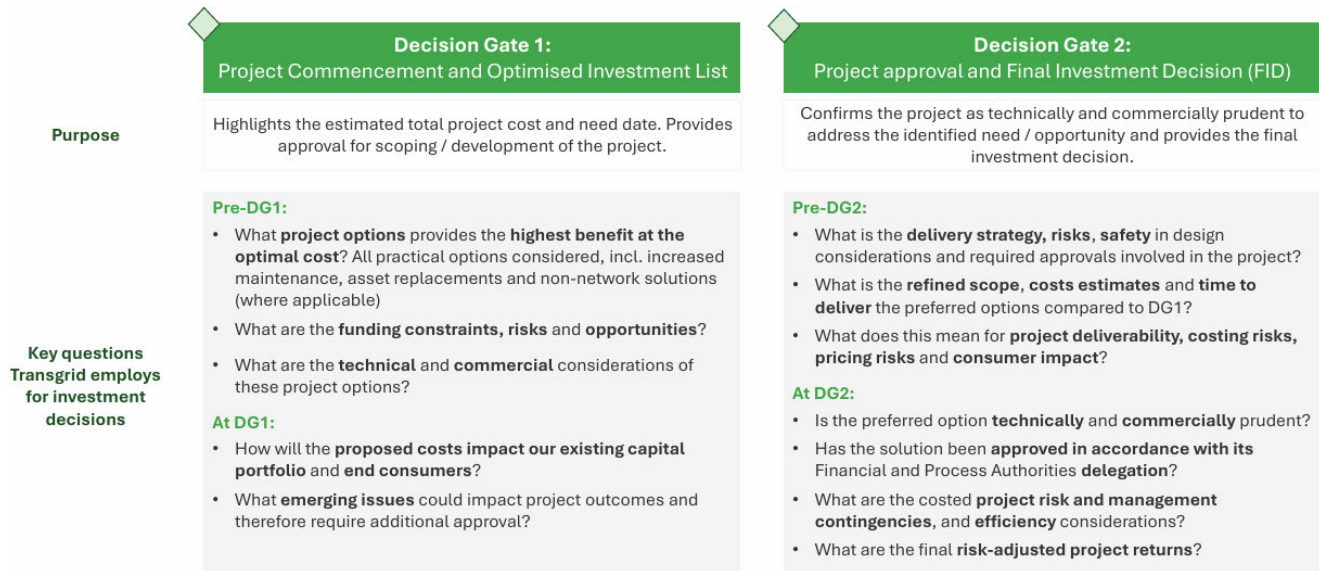 Decision Gate 1:
Project Commencement and Optimised Investment List
Decision Gate 2:
Project approval and Final Investment Decision (FID)
Purpose
Highlights the estimated total project cost and need date. Provides
approval for scoping / development of the project.
Confirms the project as technically and commercially prudent to
address the identified need / opportunity and provides the final
investment decision.
Key questions
Transgrid employs
for investment
decisions
Pre-DG1:
• What project options provides the highest benefit at the
optimal cost? All practical options considered, incl. increased
maintenance, asset replacements and non-network solutions
(where applicable)
• What are the funding constraints, risks and opportunities?
• What are the technical and commercial considerations of
these project options?
At DG1:
• How will the proposed costs impact our existing capital
portfolio and end consumers?
• What emerging issues could impact project outcomes and
therefore require additional approval?
Pre-DG2:
• What is the delivery strategy, risks, safety in design
considerations and required approvals involved in the project?
• What is the refined scope, costs estimates and time to
deliver the preferred options compared to DG1?
• What does this mean for project deliverability, costing risks,
pricing risks and consumer impact?
At DG2:
• Is the preferred option technically and commercially prudent?
• Has the solution been approved in accordance with its
Financial and Process Authorities delegation?
• What are the costed project risk and management
contingencies, and efficiency considerations?
• What are the final risk-adjusted project returns?